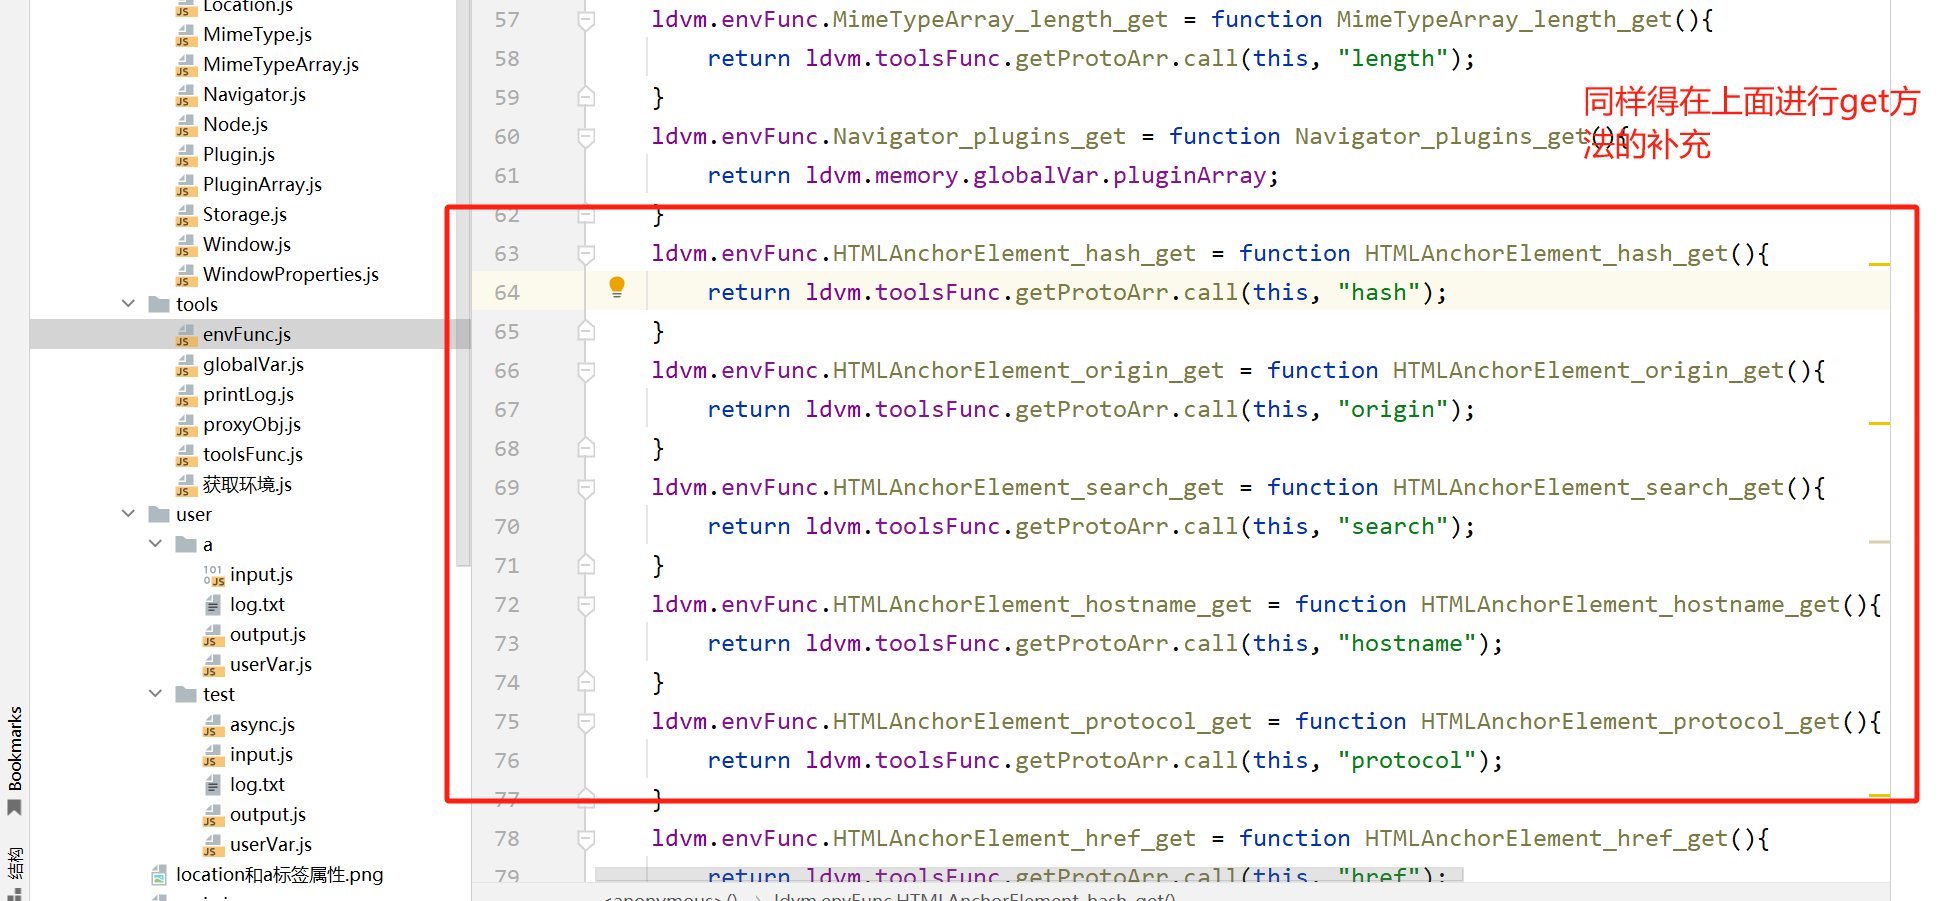 Location.js
MimeType.js
MimeTypeArray.js
Navigator.js
Node.js
Plugin.js
PluginArray.js
Storage.js
Window.js
WindowProperties.js
tools
envFunc.js
globalVar.js
printLog.js
proxyObj.js
toolsFunc.js
获取环境.js
user
a
input.js
log.txt
output.js
userVar.js
test
async.js
input.js
log.txt
output.js
userVar.js
location和a标签属性.png
Bookmarks
结构
57 ldvm.envFunc.MimeTypeArray_length_get = function MimeTypeArray_length_get(){
58 return ldvm.toolsFunc.getProtoArr.call(this, "length");
59 }
60 ldvm.envFunc.Navigator_plugins_get = function Navigator_plugins_get(){
61 return ldvm.memory.globalVar.pluginArray;
62 }
63 ldvm.envFunc.HTMLAnchorElement_hash_get = function HTMLAnchorElement_hash_get(){
64 return ldvm.toolsFunc.getProtoArr.call(this, "hash");
65 }
66 ldvm.envFunc.HTMLAnchorElement_origin_get = function HTMLAnchorElement_origin_get(){
67 return ldvm.toolsFunc.getProtoArr.call(this, "origin");
68 }
69 ldvm.envFunc.HTMLAnchorElement_search_get = function HTMLAnchorElement_search_get(){
70 return ldvm.toolsFunc.getProtoArr.call(this, "search");
71 }
72 ldvm.envFunc.HTMLAnchorElement_hostname_get = function HTMLAnchorElement_hostname_get(){
73 return ldvm.toolsFunc.getProtoArr.call(this, "hostname");
74 }
75 ldvm.envFunc.HTMLAnchorElement_protocol_get = function HTMLAnchorElement_protocol_get(){
76 return ldvm.toolsFunc.getProtoArr.call(this, "protocol");
77 }
78 ldvm.envFunc.HTMLAnchorElement_href_get = function HTMLAnchorElement_href_get(){
79 return ldvm.toolsFunc.getProtoArr.call(this, "href");
同样得在上面进行get方
法的补充
<anonymous>() > ldvm.envFunc.HTMLAnchorElement_hash_get()